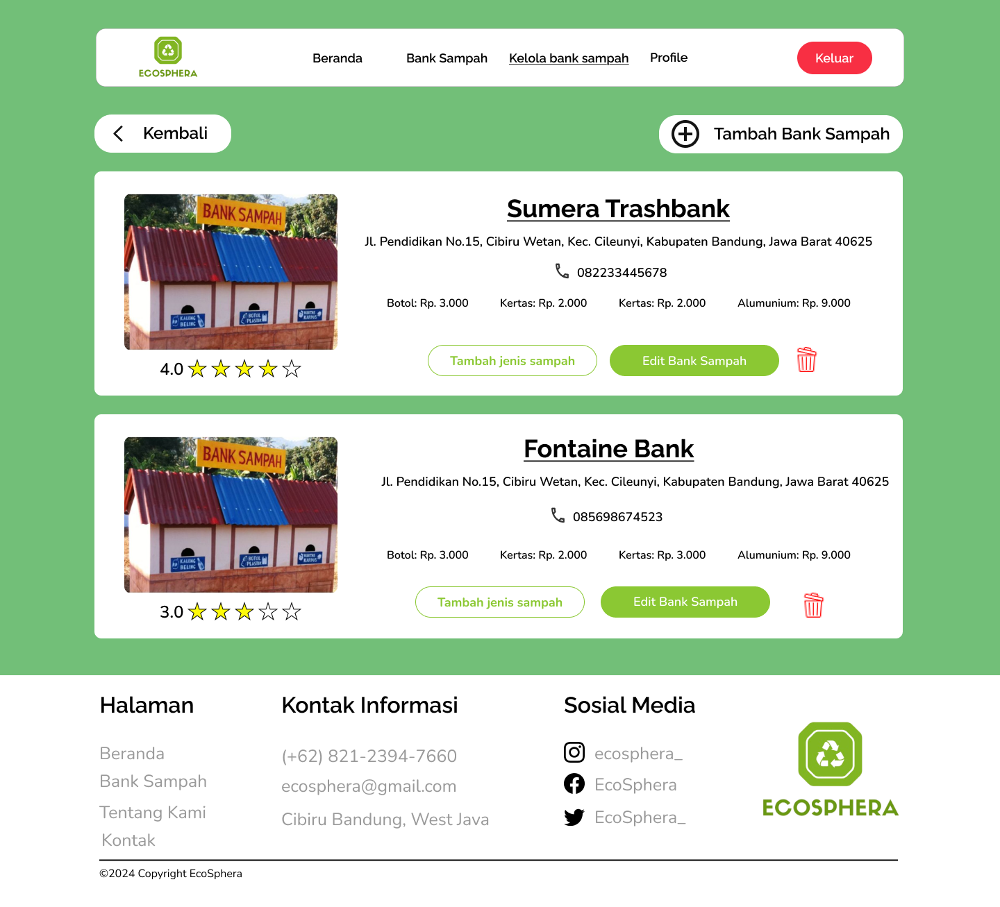 ECOSPHERA
Beranda
Bank Sampah
Kelola bank sampah
Profile
Keluar
Kembali
Tambah Bank Sampah
BANK SAMPAH
KALENG
BELING
BOTOL
PLASTIK
KERTAS
KARDUS
4.0
Sumera Trashbank
Jl. Pendidikan No.15, Cibiru Wetan, Kec. Cileunyi, Kabupaten Bandung, Jawa Barat 40625
082233445678
Botol: Rp. 3.000
Kertas: Rp. 2.000
Kertas: Rp. 2.000
Alumunium: Rp. 9.000
Tambah jenis sampah
Edit Bank Sampah
BANK SAMPAH
KALENG
BELING
BOTOL
PLASTIK
KERTAS
KARDUS
3.0
Fontaine Bank
Jl. Pendidikan No.15, Cibiru Wetan, Kec. Cileunyi, Kabupaten Bandung, Jawa Barat 40625
085698674523
Botol: Rp. 3.000
Kertas: Rp. 2.000
Kertas: Rp. 3.000
Alumunium: Rp. 9.000
Tambah jenis sampah
Edit Bank Sampah
Halaman
Beranda
Bank Sampah
Tentang Kami
Kontak
Kontak Informasi
(+62) 821-2394-7660
ecosphera@gmail.com
Cibiru Bandung, West Java
Sosial Media
ecosphera_
EcoSphera
EcoSphera_
ECOSPHERA
©2024 Copyright EcoSphera